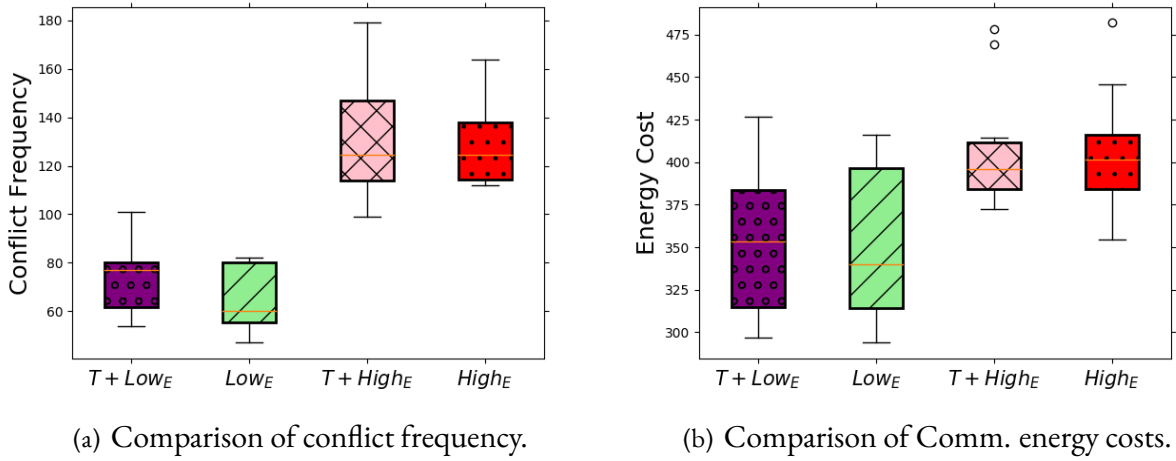 Conflict Frequency
180
160
140
120
100
80
60
T + Low_E
Low_E
T + High_E
High_E
(a) Comparison of conflict frequency.
Energy Cost
475
450
425
400
375
350
325
300
T + Low_E
Low_E
T + High_E
High_E
(b) Comparison of Comm. energy costs.